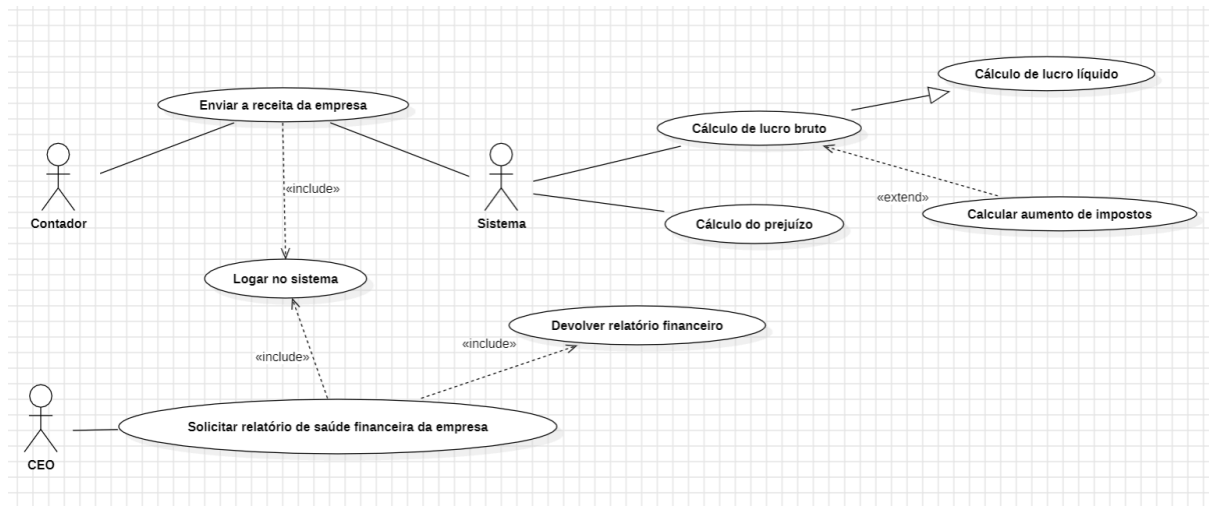 Cálculo de lucro líquido
Enviar a receita da empresa
Cálculo de lucro bruto
«include»
«extend»
Contador
Sistema
Cálculo do prejuízo
Calcular aumento de impostos
Logar no sistema
Devolver relatório financeiro
«include»
«include»
Solicitar relatório de saúde financeira da empresa
CEO